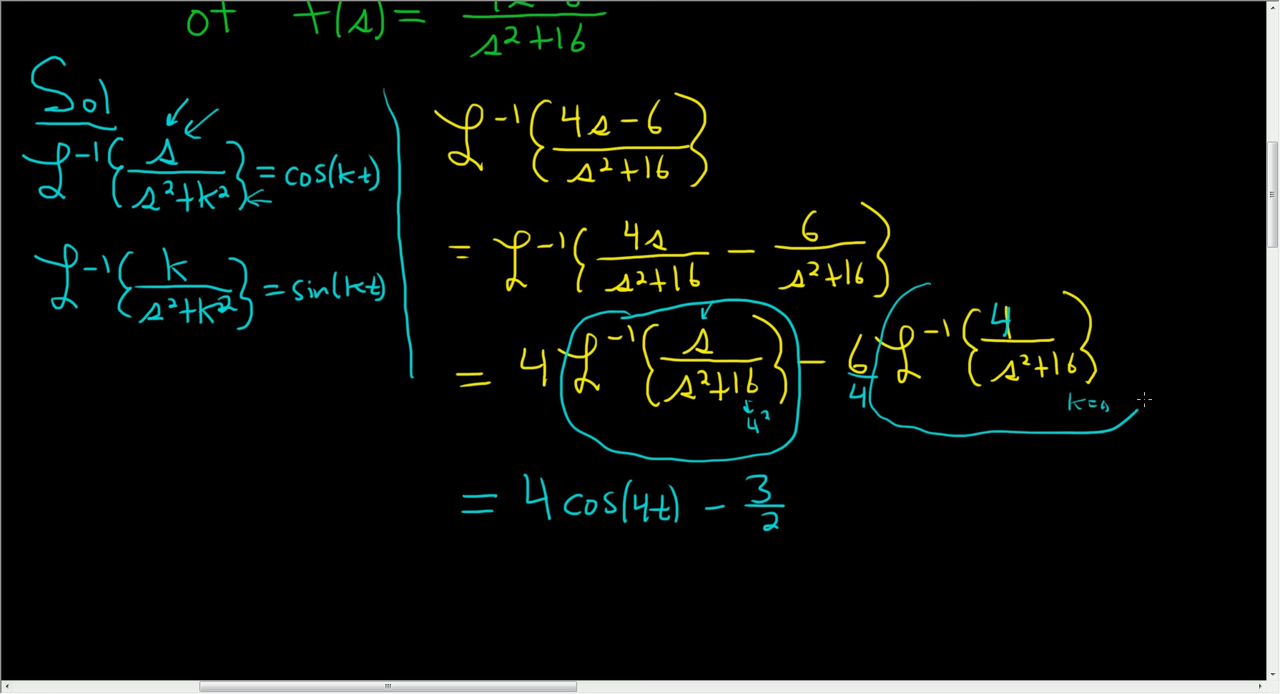 of f(s) = s²+16
Sol
ℒ⁻¹{s/(s²+k²)} = cos(kt)
ℒ⁻¹{k/(s²+k²)} = sin(kt)
ℒ⁻¹{(4s-6)/(s²+16)}
= ℒ⁻¹{4s/(s²+16) - 6/(s²+16)}
= 4 ℒ⁻¹{s/(s²+16)} - 6/4 ℒ⁻¹{4/(s²+16)}
4² k=
= 4 cos(4t) - 3/2